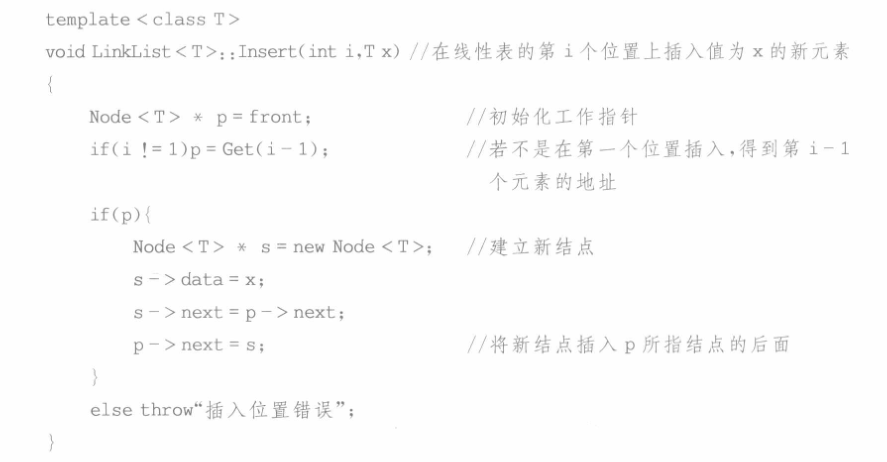 template <class T>
void LinkList<T>::Insert(int i,T x) //在线性表的第 i 个位置上插入值为 x 的新元素
{
Node <T> * p = front; //初始化工作指针
if(i != 1)p = Get(i - 1); //若不是在第一个位置插入,得到第 i - 1
个元素的地址
if(p){
Node <T> * s = new Node <T>; //建立新结点
s -> data = x;
s -> next = p -> next;
p -> next = s; //将新结点插入 p 所指结点的后面
}
else throw“插入位置错误”;
}